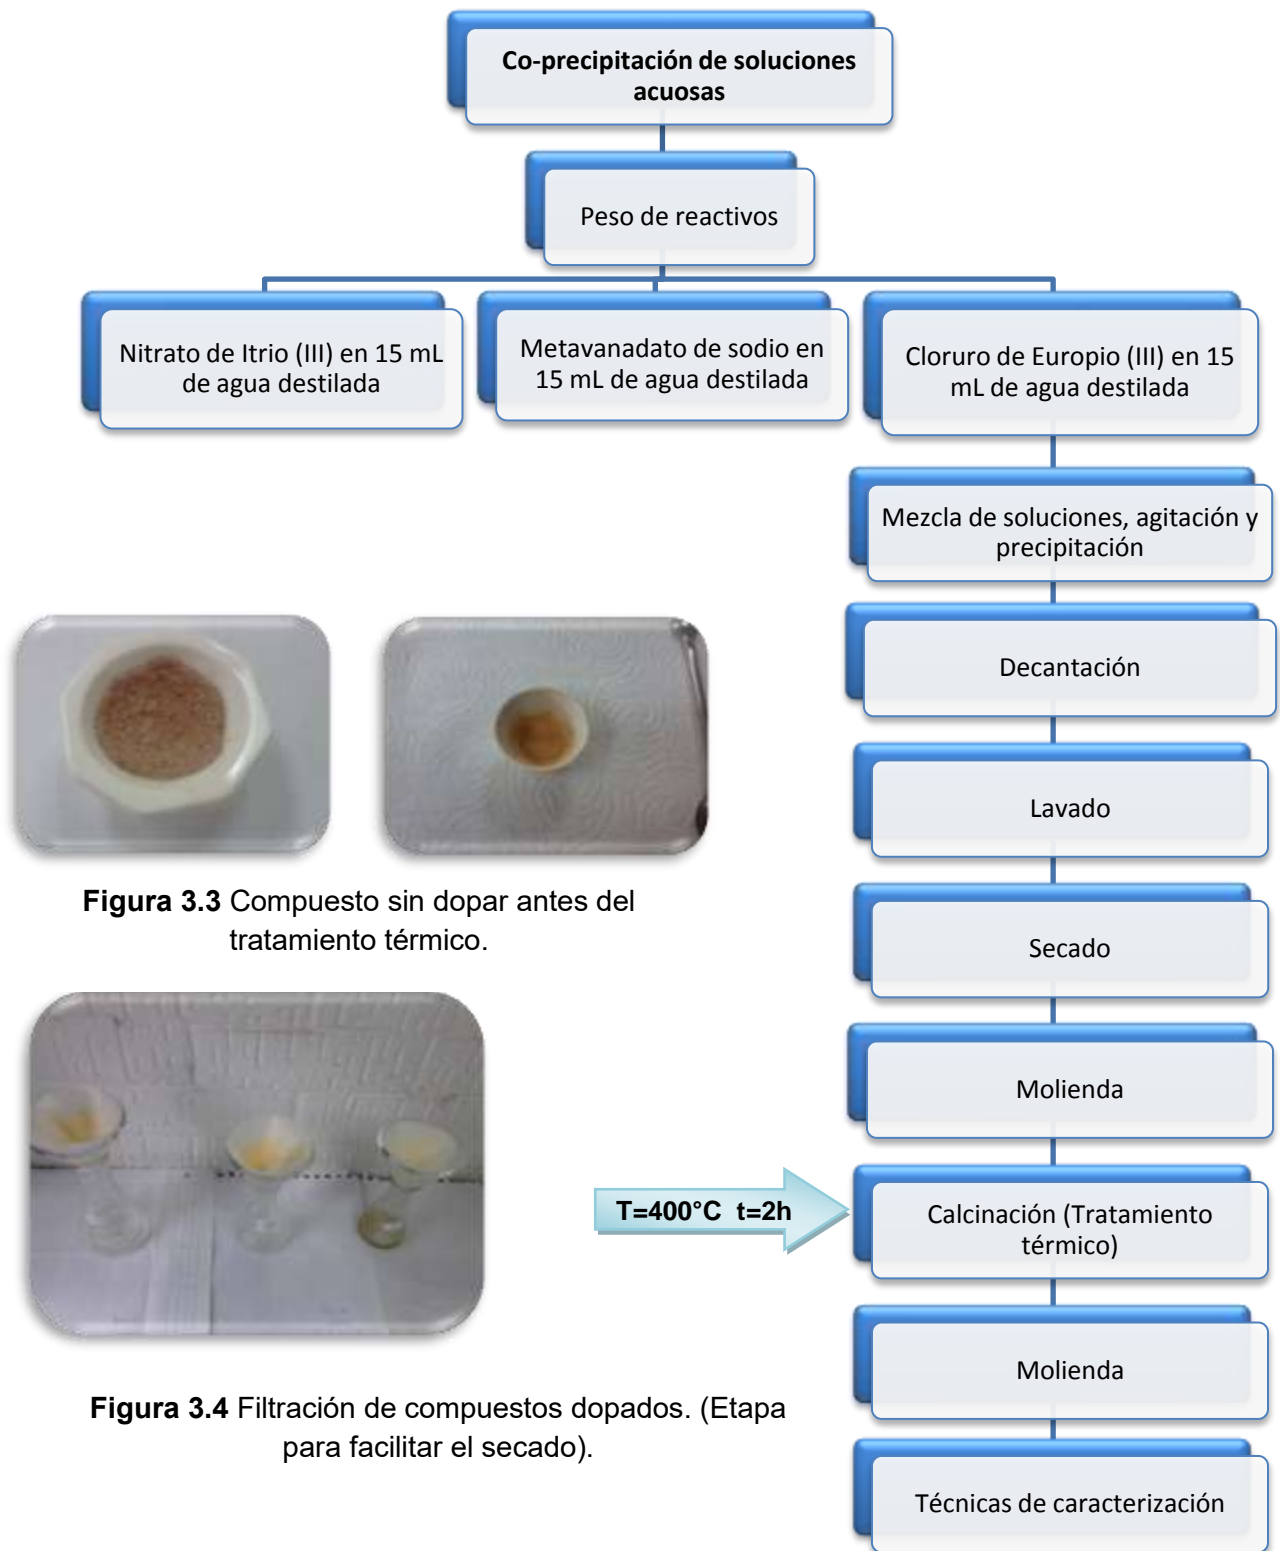 Co-precipitación de soluciones
acuosas
Peso de reactivos
Nitrato de Itrio (III) en 15 mL
de agua destilada
Metavanadato de sodio en
15 mL de agua destilada
Cloruro de Europio (III) en 15
mL de agua destilada
Mezcla de soluciones, agitación y
precipitación
Decantación
Lavado
Secado
Molienda
T=400°C t=2h
Calcinación (Tratamiento
térmico)
Molienda
Técnicas de caracterización
Figura 3.3 Compuesto sin dopar antes del
tratamiento térmico.
Figura 3.4 Filtración de compuestos dopados. (Etapa
para facilitar el secado).